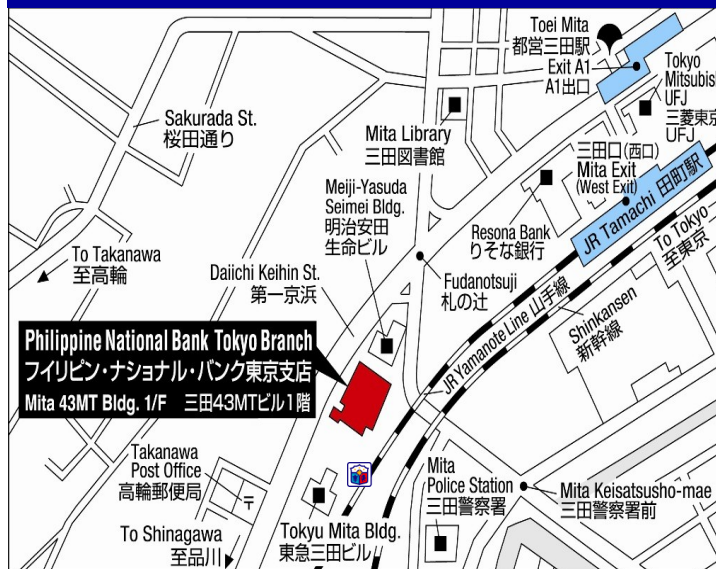 Toei Mita
都営三田駅
Exit A1
A1出口
Tokyo
Mitsubish
UFJ
三菱東京
UFJ
Sakurada St.
桜田通り
Mita Library
三田図書館
三田口(西口)
Mita Exit
(West Exit)
JR Tamachi 田町駅
Meiji-Yasuda
Seimei Bldg.
明治安田
生命ビル
Resona Bank
りそな銀行
To Tokyo
至東京
To Takanawa
至高輪
Daiichi Keihin St.
第一京浜
Fudanotsuji
札の辻
JR Yamanote Line 山手線
Shinkansen
新幹線
Philippine National Bank Tokyo Branch
フイリピン・ナショナル・バンク東京支店
Mita 43MT Bldg. 1/F 三田43MTビル1階
Takanawa
Post Office
高輪郵便局
〒
Mita
Police Station
三田警察署
Mita Keisatsusho-mae
三田警察署前
To Shinagawa
至品川
Tokyu Mita Bldg.
東急三田ビル